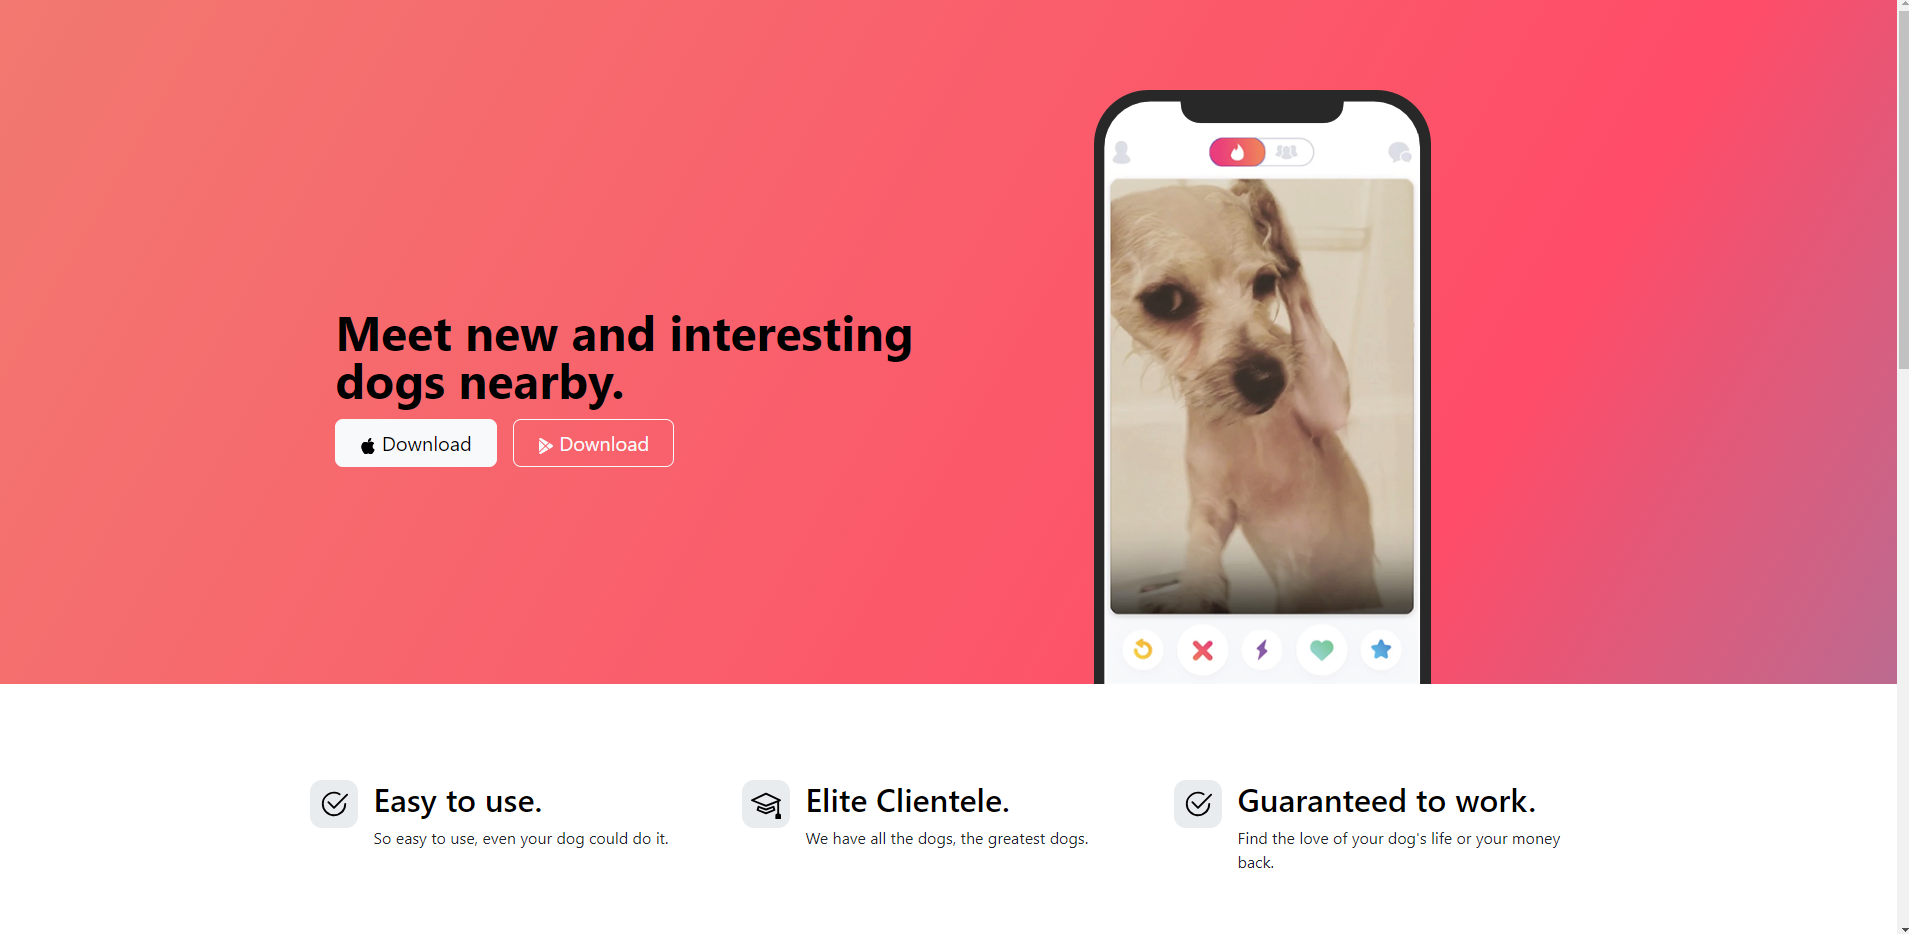 Meet new and interesting
dogs nearby.
Download
Download
Easy to use.
So easy to use, even your dog could do it.
Elite Clientele.
We have all the dogs, the greatest dogs.
Guaranteed to work.
Find the love of your dog's life or your money
back.